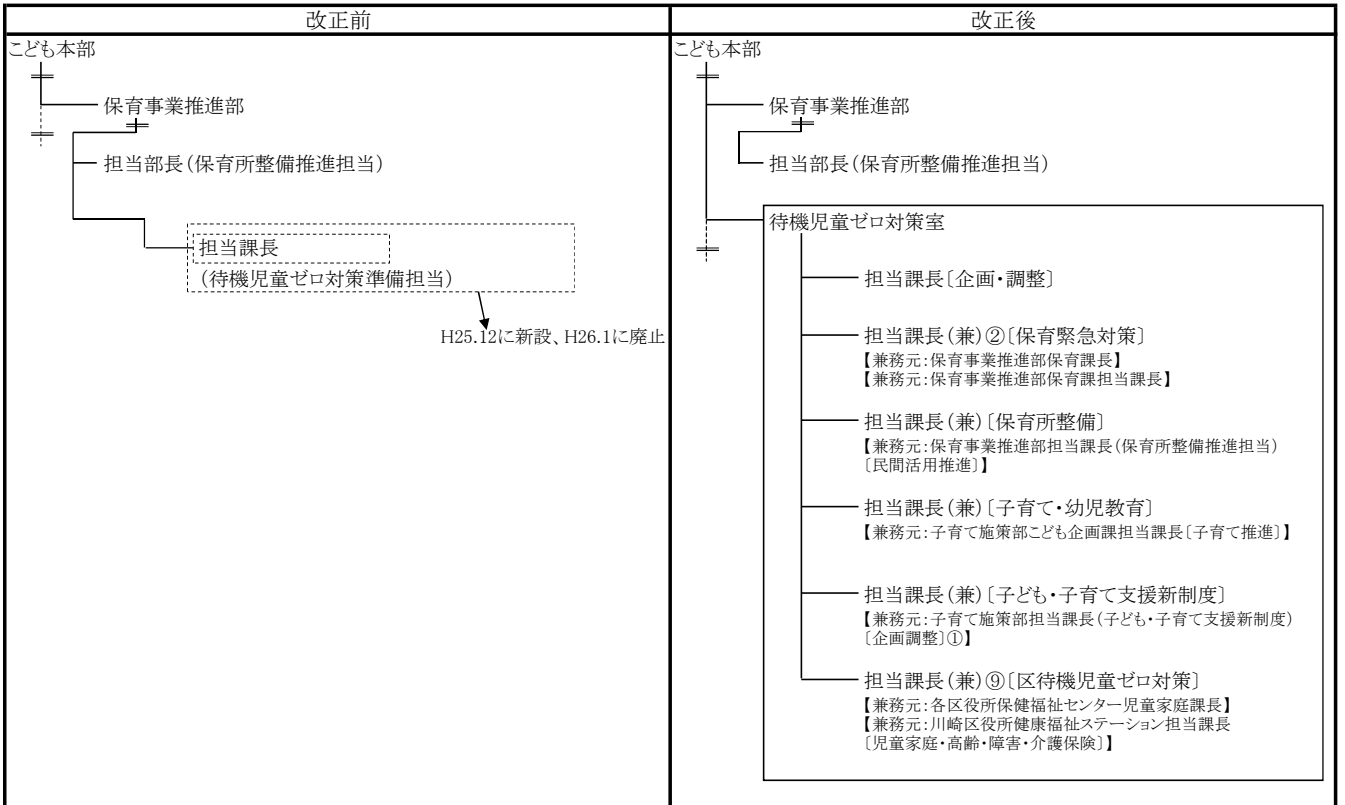 改正前
こども本部
保育事業推進部
担当部長(保育所整備推進担当)
担当課長
(待機児童ゼロ対策準備担当)
H25.12に新設、H26.1に廃止
改正後
こども本部
保育事業推進部
担当部長(保育所整備推進担当)
待機児童ゼロ対策室
担当課長〔企画・調整〕
担当課長(兼)②〔保育緊急対策〕
【兼務元:保育事業推進部保育課長】
【兼務元:保育事業推進部保育課担当課長】
担当課長(兼)〔保育所整備〕
【兼務元:保育事業推進部担当課長(保育所整備推進担当)
〔民間活用推進〕】
担当課長(兼)〔子育て・幼児教育〕
【兼務元:子育て施策部こども企画課担当課長〔子育て推進〕】
担当課長(兼)〔子ども・子育て支援新制度〕
【兼務元:子育て施策部担当課長(子ども・子育て支援新制度)
〔企画調整〕①】
担当課長(兼)⑨〔区待機児童ゼロ対策〕
【兼務元:各区役所保健福祉センター児童家庭課長】
【兼務元:川崎区役所健康福祉ステーション担当課長
〔児童家庭・高齢・障害・介護保険〕】